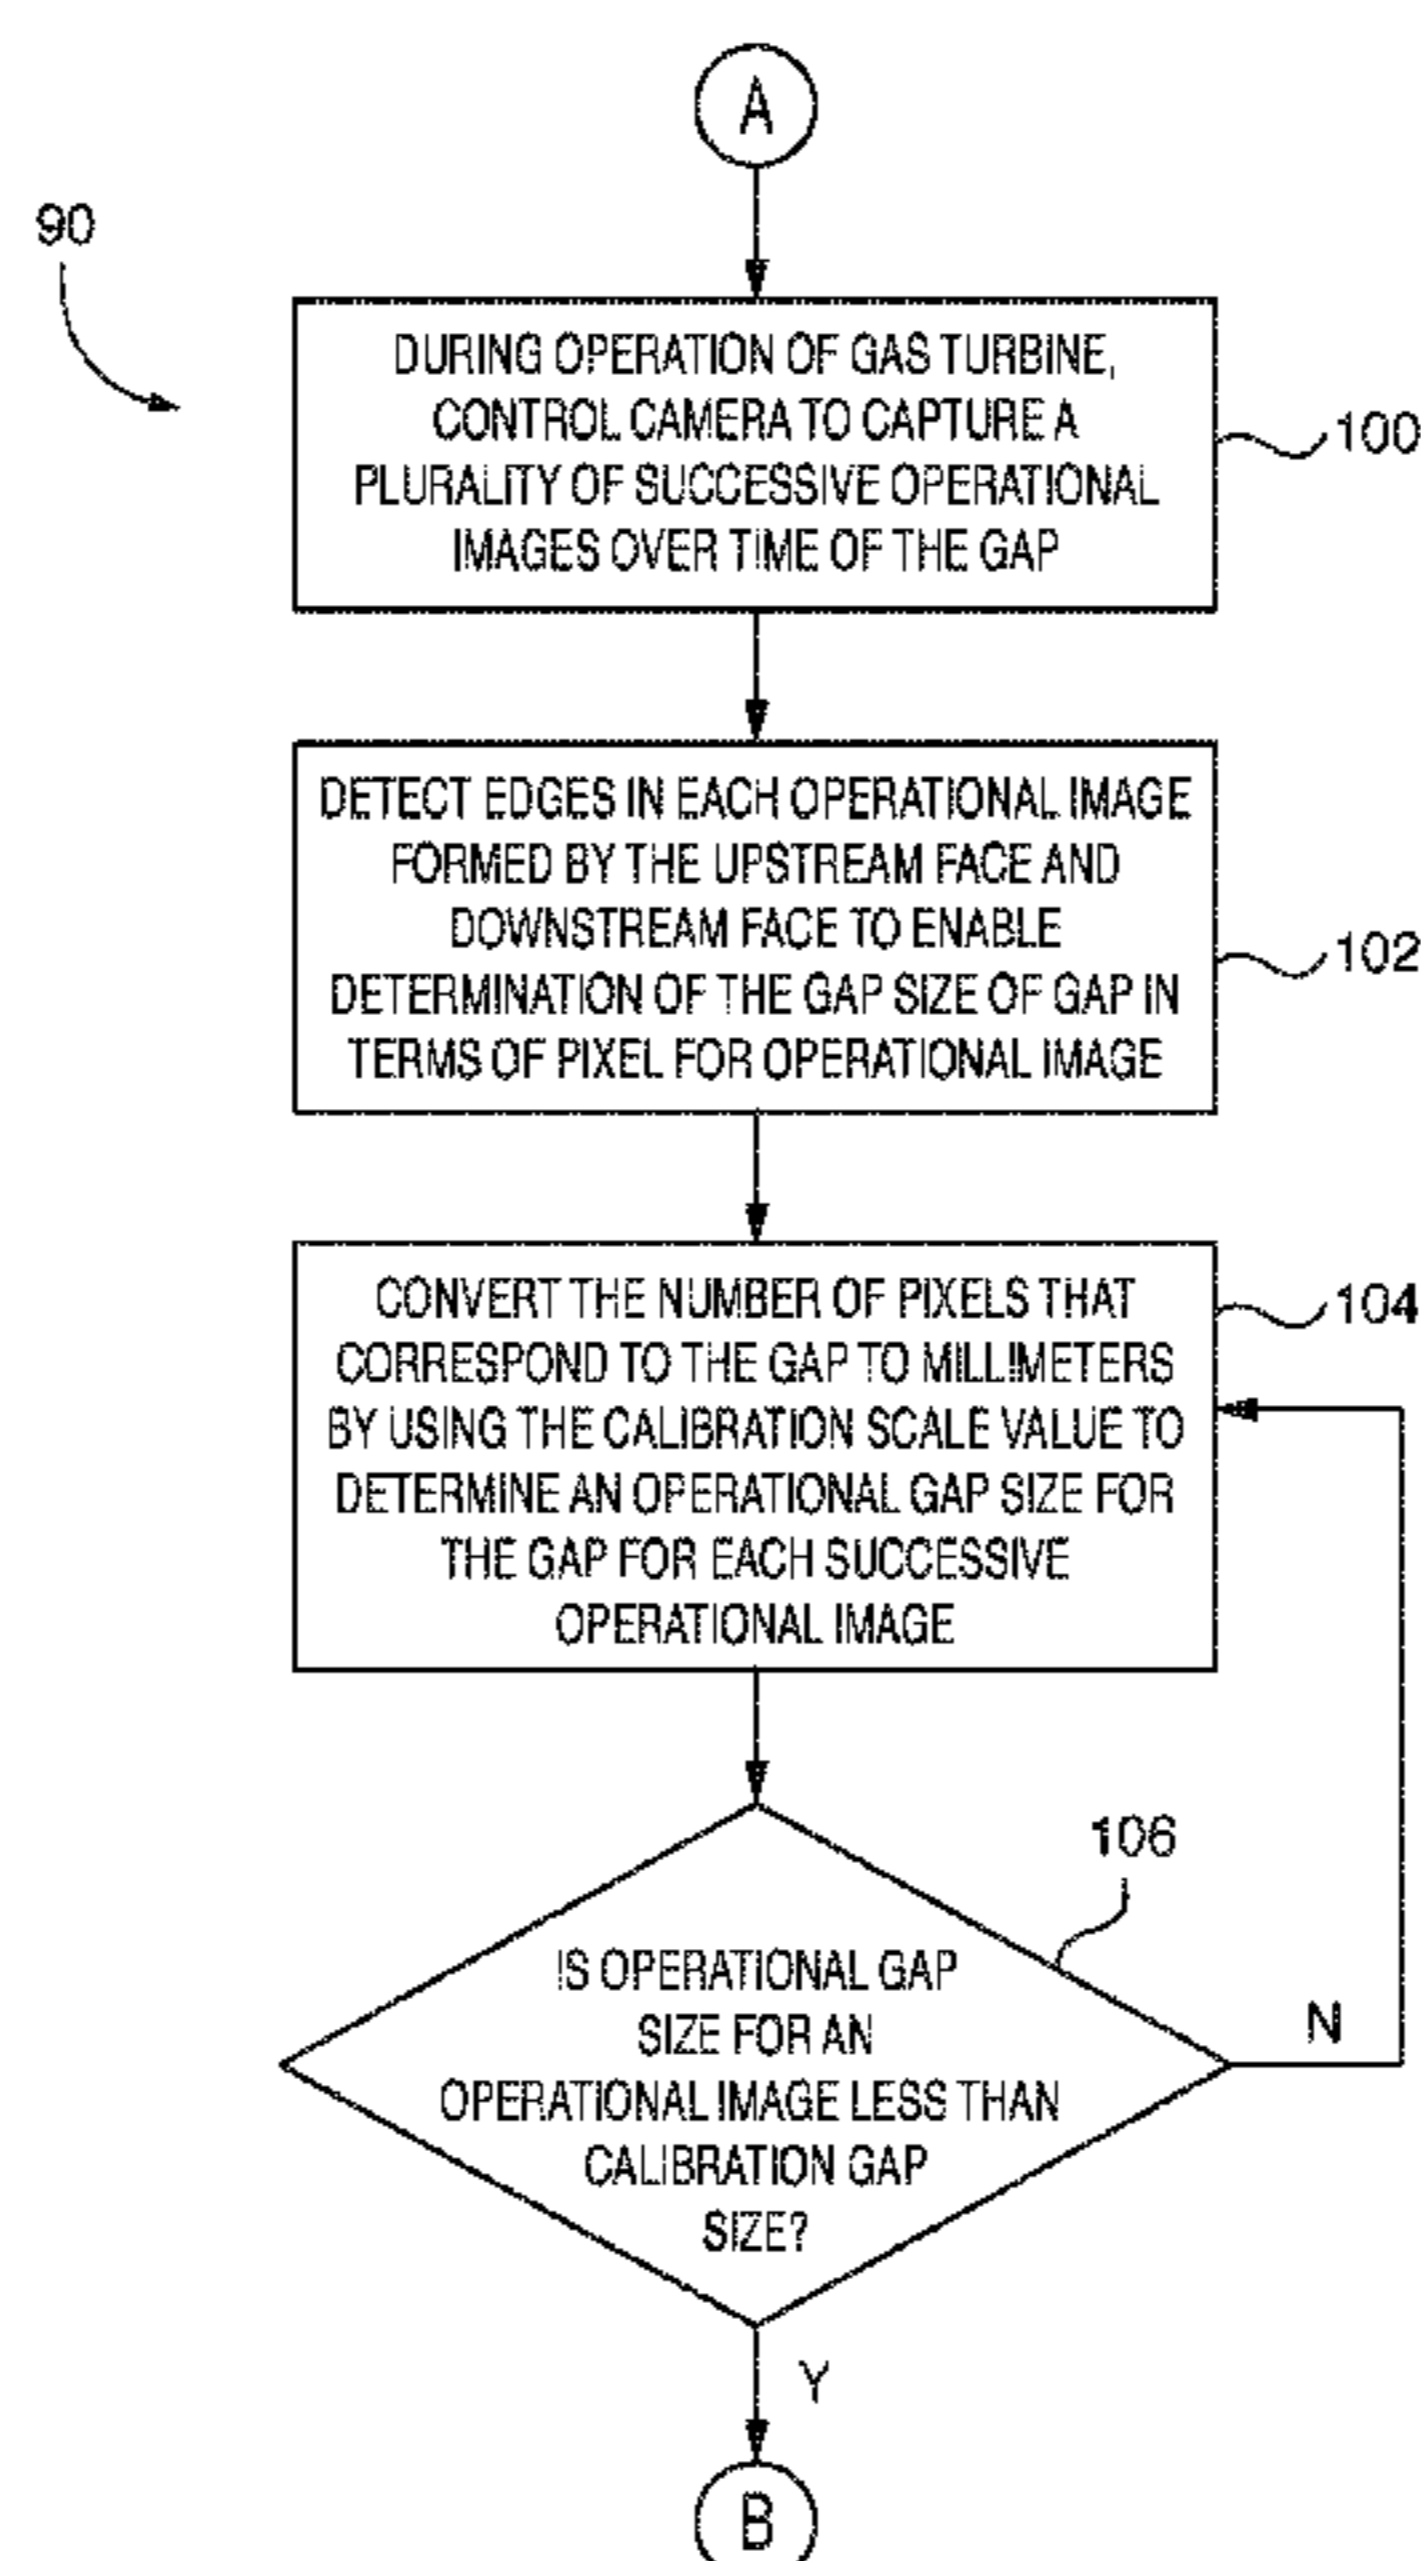 A
90
DURING OPERATION OF GAS TURBINE,
CONTROL CAMERA TO CAPTURE A
PLURALITY OF SUCCESSIVE OPERATIONAL
IMAGES OVER TIME OF THE GAP
100
DETECT EDGES IN EACH OPERATIONAL IMAGE
FORMED BY THE UPSTREAM FACE AND
DOWNSTREAM FACE TO ENABLE
DETERMINATION OF THE GAP SIZE OF GAP IN
TERMS OF PIXEL FOR OPERATIONAL IMAGE
102
CONVERT THE NUMBER OF PIXELS THAT
CORRESPOND TO THE GAP TO MILLIMETERS
BY USING THE CALIBRATION SCALE VALUE TO
DETERMINE AN OPERATIONAL GAP SIZE FOR
THE GAP FOR EACH SUCCESSIVE
OPERATIONAL IMAGE
104
106
IS OPERATIONAL GAP
SIZE FOR AN
OPERATIONAL IMAGE LESS THAN
CALIBRATION GAP
SIZE?
N
Y
B